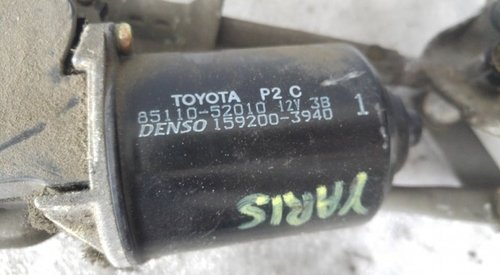 TOYOTA P2 C
85110-52010 12V 3B
DENSO 159200-3940 1
YARIS